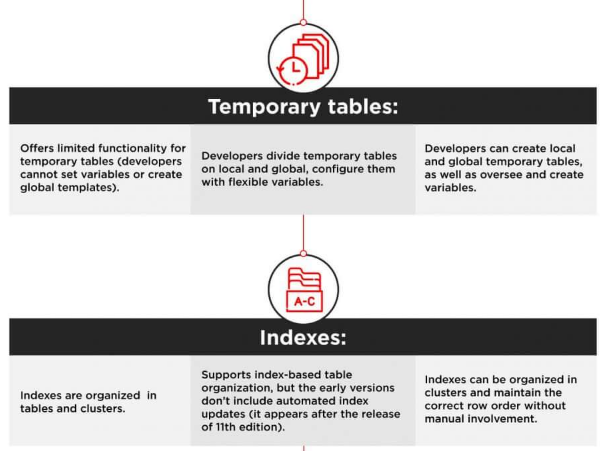 Temporary tables:
Offers limited functionality for
temporary tables (developers
cannot set variables or create
global templates).
Developers divide temporary tables
on local and global, configure them
with flexible variables.
Developers can create local
and global temporary tables,
as well as oversee and create
variables.
A-C
Indexes:
Indexes are organized in
tables and clusters.
Supports index-based table
organization, but the early versions
don't include automated index
updates (it appears after the release
of 11th edition).
Indexes can be organized in
clusters and maintain the
correct row order without
manual involvement.